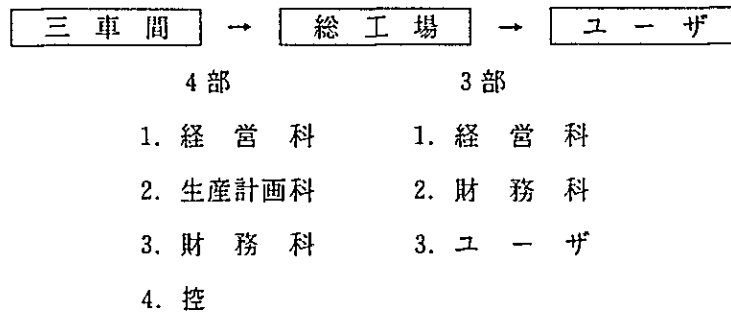 三車間 → 総工場 → ユーザ
4部 3部
1. 経営科 1. 経営科
2. 生産計画科 2. 財務科
3. 財務科 3. ユーザ
4. 控